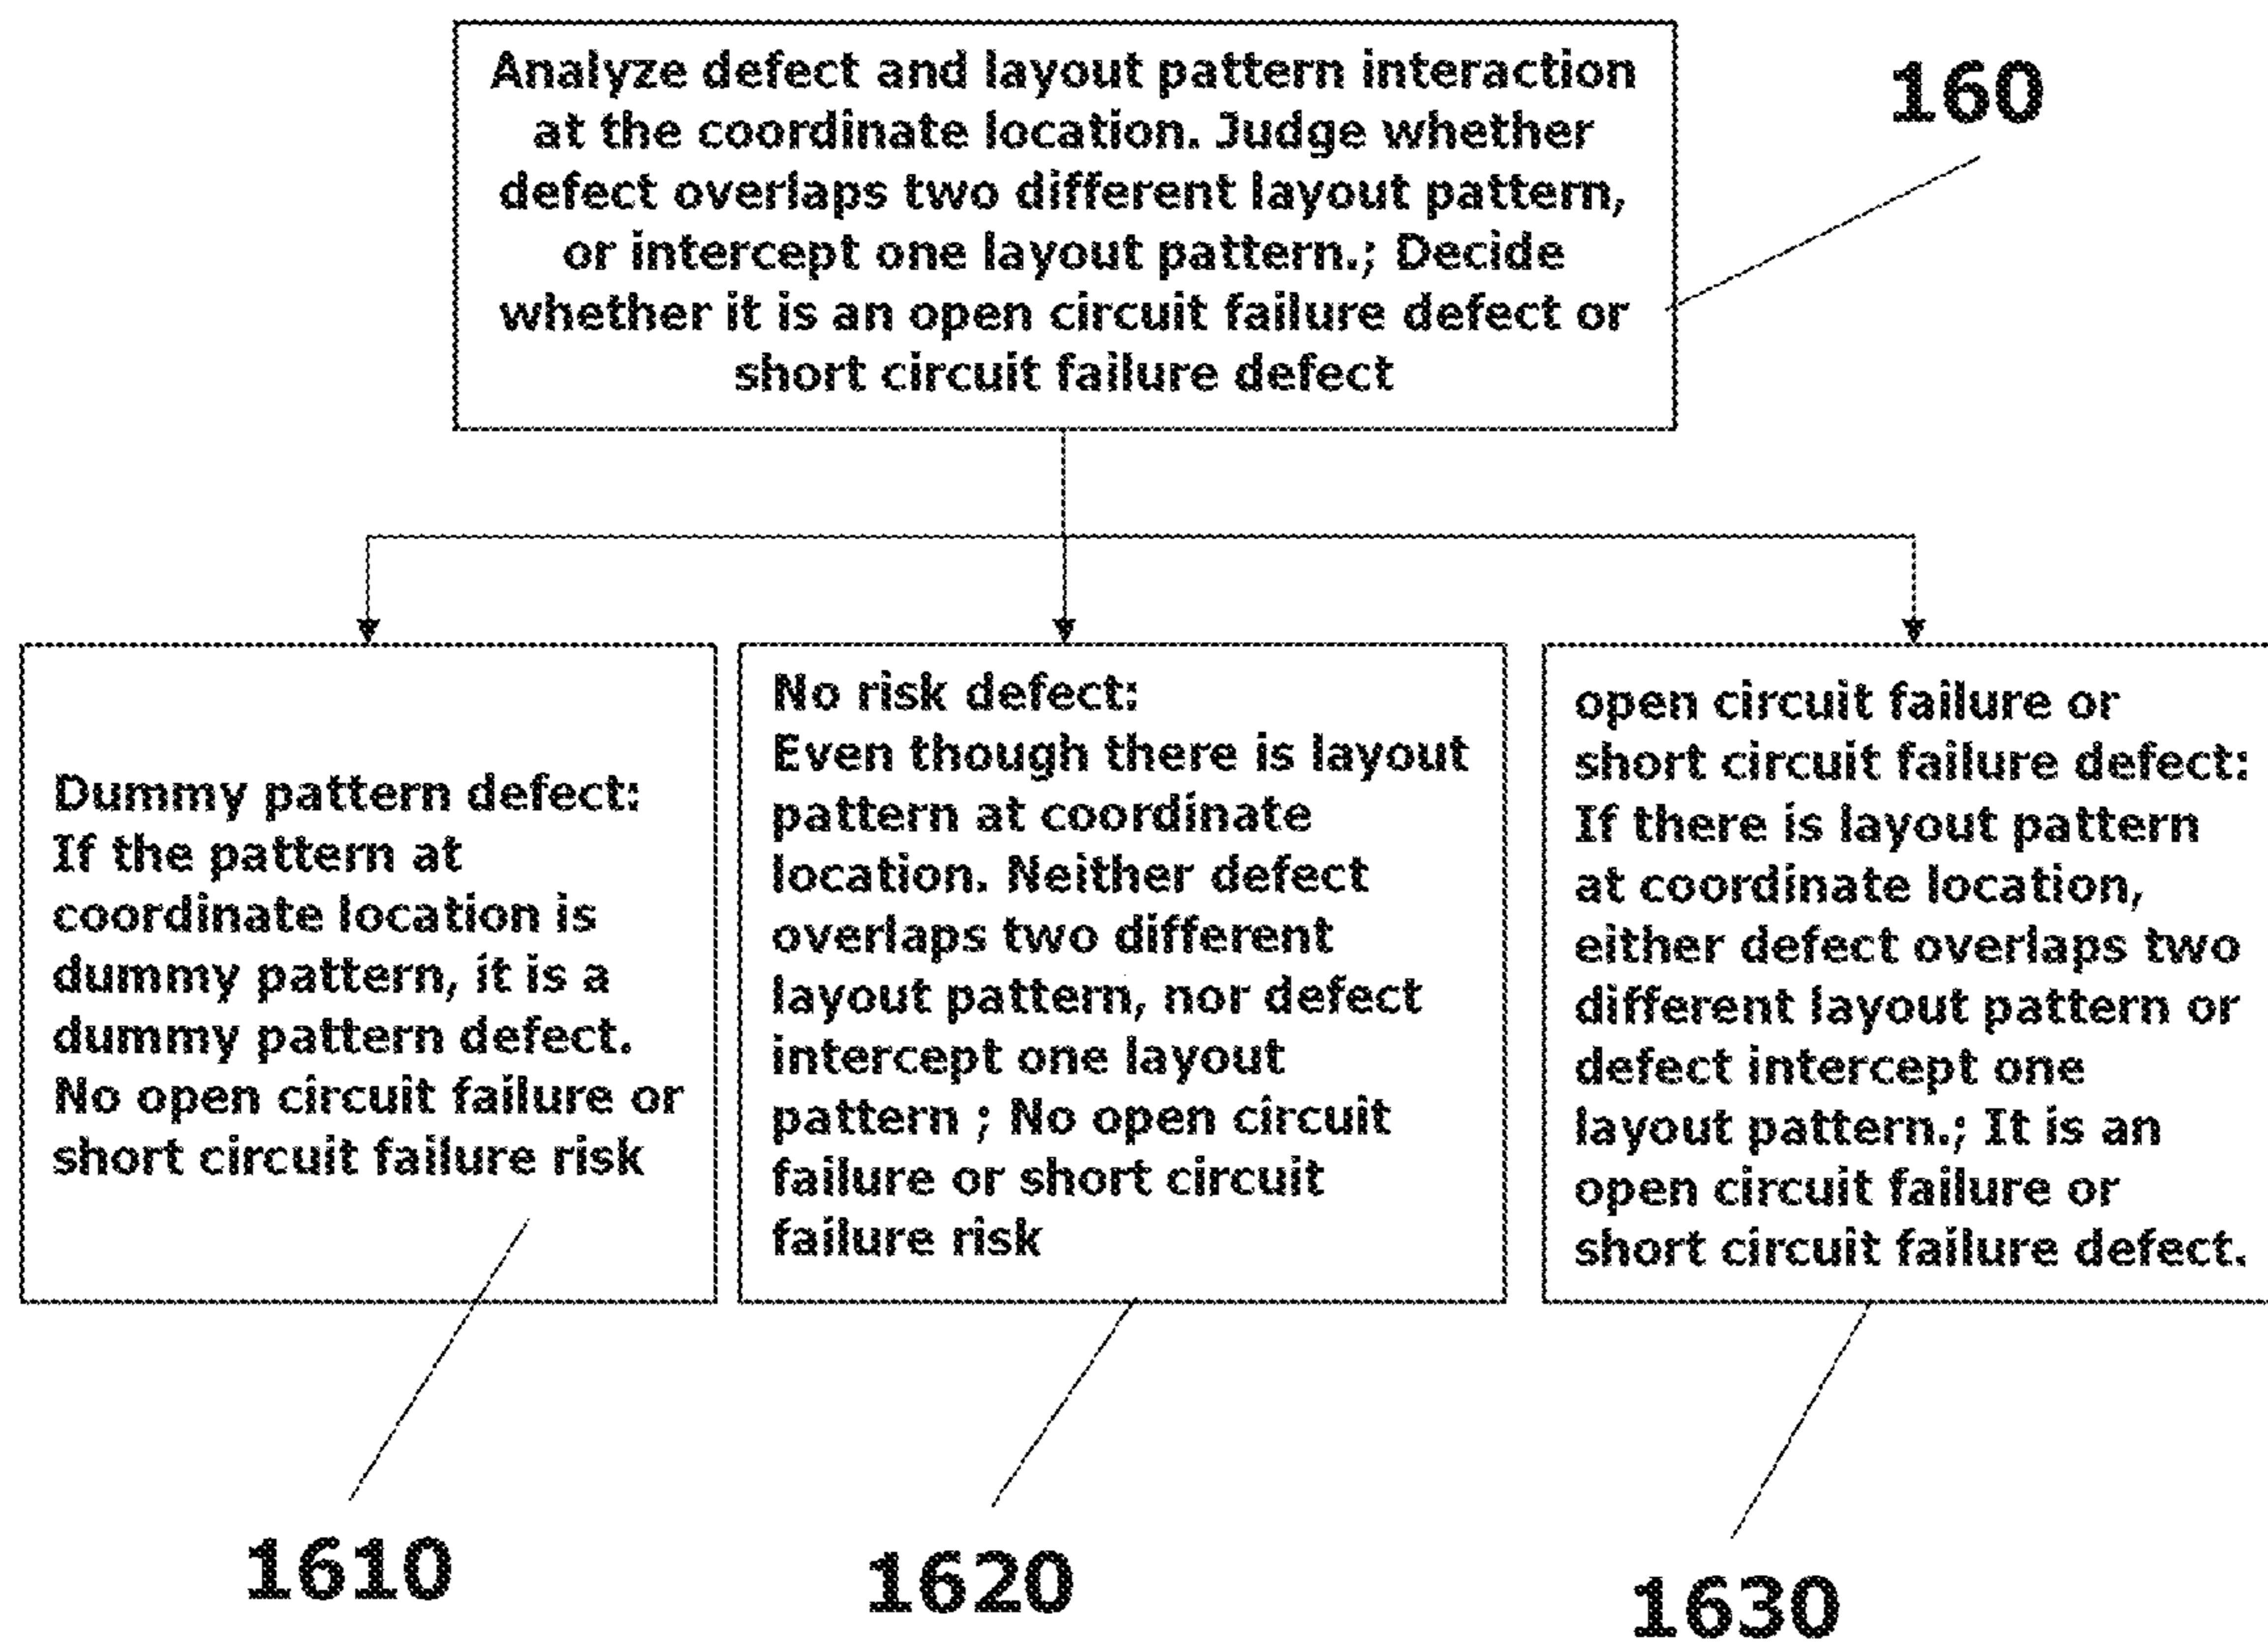 Analyze defect and layout pattern interaction
at the coordinate location. Judge whether
defect overlaps two different layout pattern,
or intercept one layout pattern.; Decide
whether it is an open circuit failure defect or
short circuit failure defect
160
Dummy pattern defect:
If the pattern at
coordinate location is
dummy pattern, it is a
dummy pattern defect.
No open circuit failure or
short circuit failure risk
No risk defect:
Even though there is layout
pattern at coordinate
location. Neither defect
overlaps two different
layout pattern, nor defect
intercept one layout
pattern ; No open circuit
failure or short circuit
failure risk
open circuit failure or
short circuit failure defect:
If there is layout pattern
at coordinate location,
either defect overlaps two
different layout pattern or
defect intercept one
layout pattern.; It is an
open circuit failure or
short circuit failure defect.
1610
1620
1630